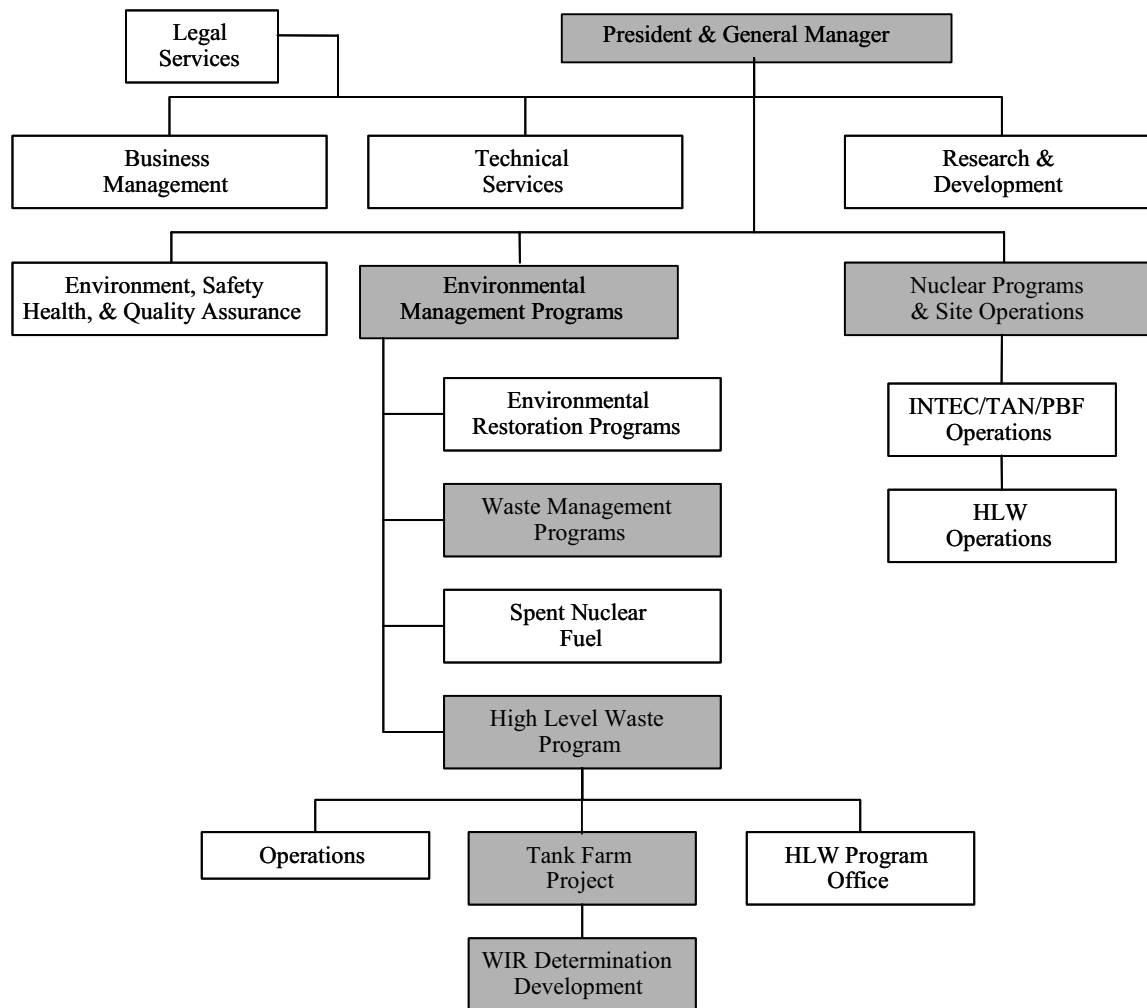 Legal
Services
President & General Manager
Business
Management
Technical
Services
Research &
Development
Environment, Safety
Health, & Quality Assurance
Environmental
Management Programs
Nuclear Programs
& Site Operations
Environmental
Restoration Programs
INTEC/TAN/PBF
Operations
Waste Management
Programs
HLW
Operations
Spent Nuclear
Fuel
High Level Waste
Program
Operations
Tank Farm
Project
HLW Program
Office
WIR Determination
Development